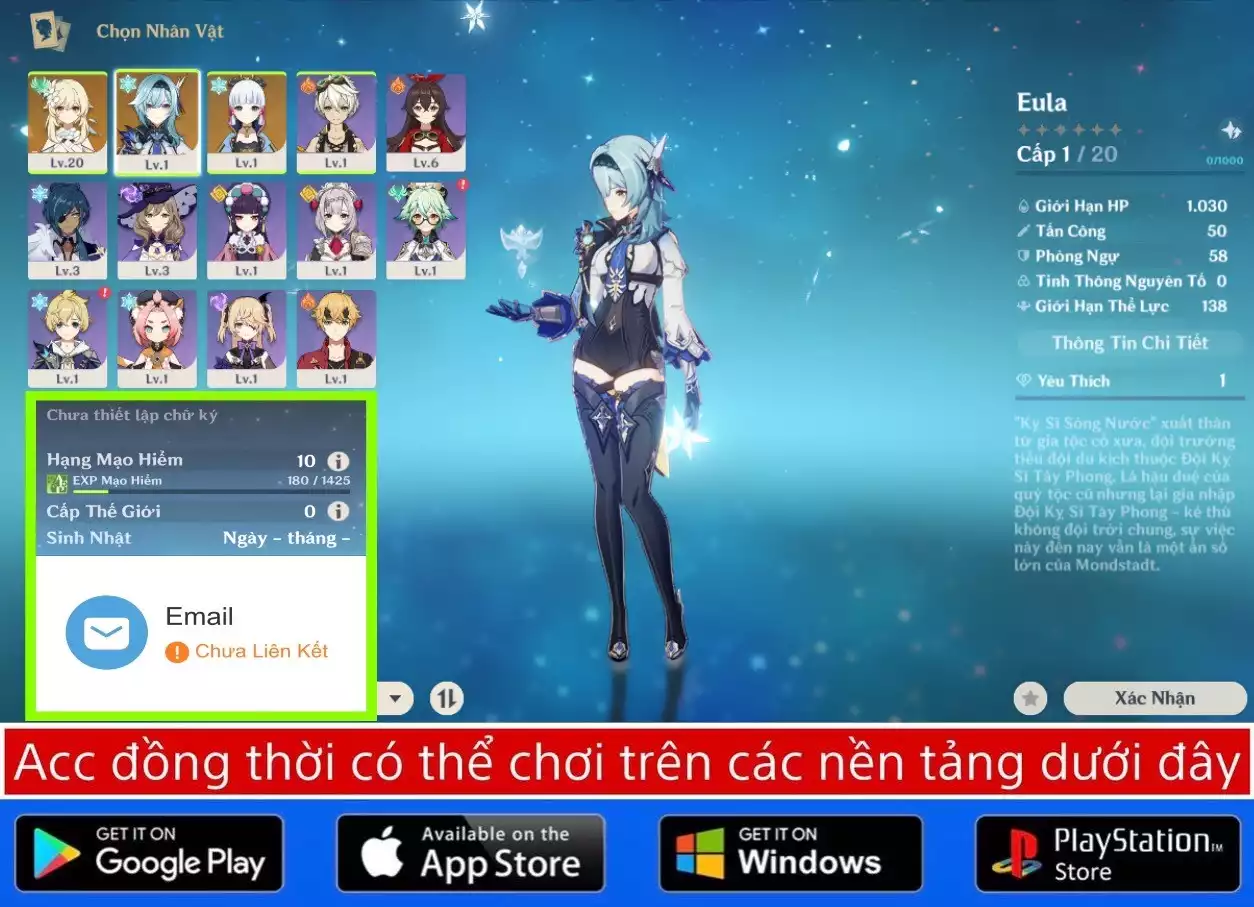 Chọn Nhân Vật
Lv.20
Lv.1
Lv.1
Lv.1
Lv.6
Lv.3
Lv.3
Lv.1
Lv.1
Lv.1
Lv.1
Lv.1
Lv.1
Lv.1
Chưa thiết lập chữ ký
Hạng Mạo Hiểm 10
EXP Mạo Hiểm 180 / 1425
Cấp Thế Giới 0
Sinh Nhật Ngày - tháng -
Email
Chưa Liên Kết
Eula
Cấp 1 / 20
0/1000
Giới Hạn HP 1.030
Tấn Công 50
Phòng Ngự 58
Tinh Thông Nguyên Tố 0
Giới Hạn Thể Lực 138
Thông Tin Chi Tiết
Yêu Thích 1
"Kỵ Sĩ Sóng Nước" xuất thân
từ gia tộc cổ xưa, đội trưởng
tiểu đội du kích thuộc Đội Kỵ
Sĩ Tây Phong. Là hậu duệ của
quý tộc cũ nhưng lại gia nhập
Đội Kỵ Sĩ Tây Phong - kẻ thù
không đội trời chung, sự việc
này đến nay vẫn là một ẩn số
lớn của Mondstadt.
Xác Nhận
Acc đồng thời có thể chơi trên các nền tảng dưới đây
GET IT ON
Google Play
Available on the
App Store
GET IT ON
Windows
PlayStation™
Store